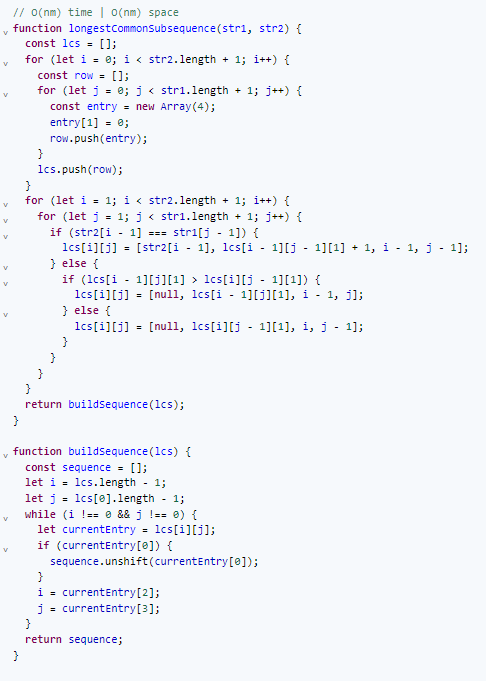 // O(nm) time | O(nm) space
function longestCommonSubsequence(str1, str2) {
  const lcs = [];
  for (let i = 0; i < str2.length + 1; i++) {
    const row = [];
    for (let j = 0; j < str1.length + 1; j++) {
      const entry = new Array(4);
      entry[1] = 0;
      row.push(entry);
    }
    lcs.push(row);
  }
  for (let i = 1; i < str2.length + 1; i++) {
    for (let j = 1; j < str1.length + 1; j++) {
      if (str2[i - 1] === str1[j - 1]) {
        lcs[i][j] = [str2[i - 1], lcs[i - 1][j - 1][1] + 1, i - 1, j - 1];
      } else {
        if (lcs[i - 1][j][1] > lcs[i][j - 1][1]) {
          lcs[i][j] = [null, lcs[i - 1][j][1], i - 1, j];
        } else {
          lcs[i][j] = [null, lcs[i][j - 1][1], i, j - 1];
        }
      }
    }
  }
  return buildSequence(lcs);
}

function buildSequence(lcs) {
  const sequence = [];
  let i = lcs.length - 1;
  let j = lcs[0].length - 1;
  while (i !== 0 && j !== 0) {
    let currentEntry = lcs[i][j];
    if (currentEntry[0]) {
      sequence.unshift(currentEntry[0]);
    }
    i = currentEntry[2];
    j = currentEntry[3];
  }
  return sequence;
}